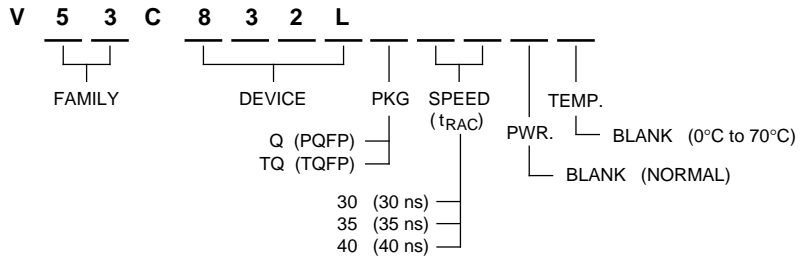 V 5 3 C 8 3 2 L
FAMILY DEVICE PKG SPEED TEMP.
(tRAC) PWR.
Q (PQFP)
TQ (TQFP)
BLANK (0°C to 70°C)
BLANK (NORMAL)
30 (30 ns)
35 (35 ns)
40 (40 ns)